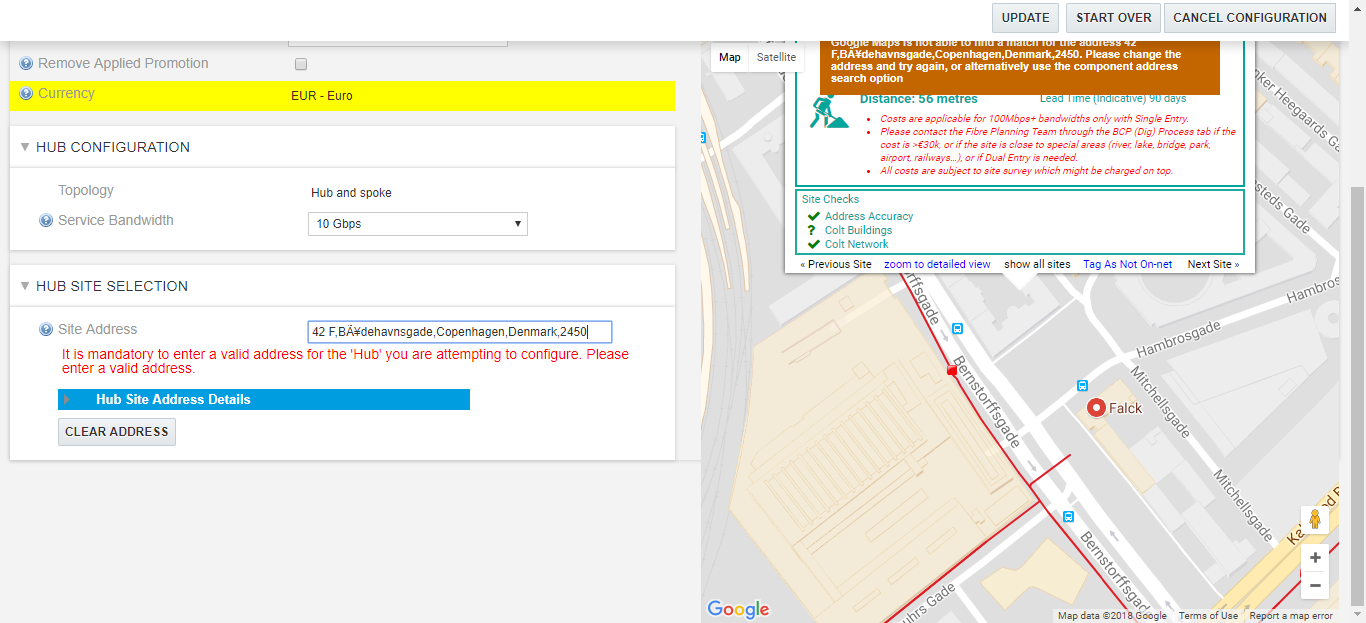 UPDATE
START OVER
CANCEL CONFIGURATION
Remove Applied Promotion
Currency
EUR - Euro
HUB CONFIGURATION
Topology
Hub and spoke
Service Bandwidth
10 Gbps
HUB SITE SELECTION
Site Address
42 F,BÃ¥dehavnsgade,Copenhagen,Denmark,2450
It is mandatory to enter a valid address for the 'Hub' you are attempting to configure. Please
enter a valid address.
Hub Site Address Details
CLEAR ADDRESS
Map
Satellite
Google Maps is not able to find a match for the address 42
F,BÃ¥dehavnsgade,Copenhagen,Denmark,2450. Please change the
address and try again, or alternatively use the component address
search option
Distance: 56 metres
Lead Time (Indicative) 90 days
Costs are applicable for 100Mbps+ bandwidths only with Single Entry.
Please contact the Fibre Planning Team through the BCP (Dig) Process tab if the
cost is >€30k, or if the site is close to special areas (river, lake, bridge, park,
airport, railways...), or if Dual Entry is needed.
All costs are subject to site survey which might be charged on top.
Site Checks
Address Accuracy
? Colt Buildings
Colt Network
« Previous Site
zoom to detailed view
show all sites
Tag As Not On-net
Next Site »
nker Heegaards Ga
steds Gade
Hambros
Hambrosgade
rffsgade
Bernstorffsgade
Mitchellsgade
Falck
Mitchellsgade
Bernstorffsgade
uhrs Gade
+
−
Google
Map data ©2018 Google
Terms of Use
Report a map error